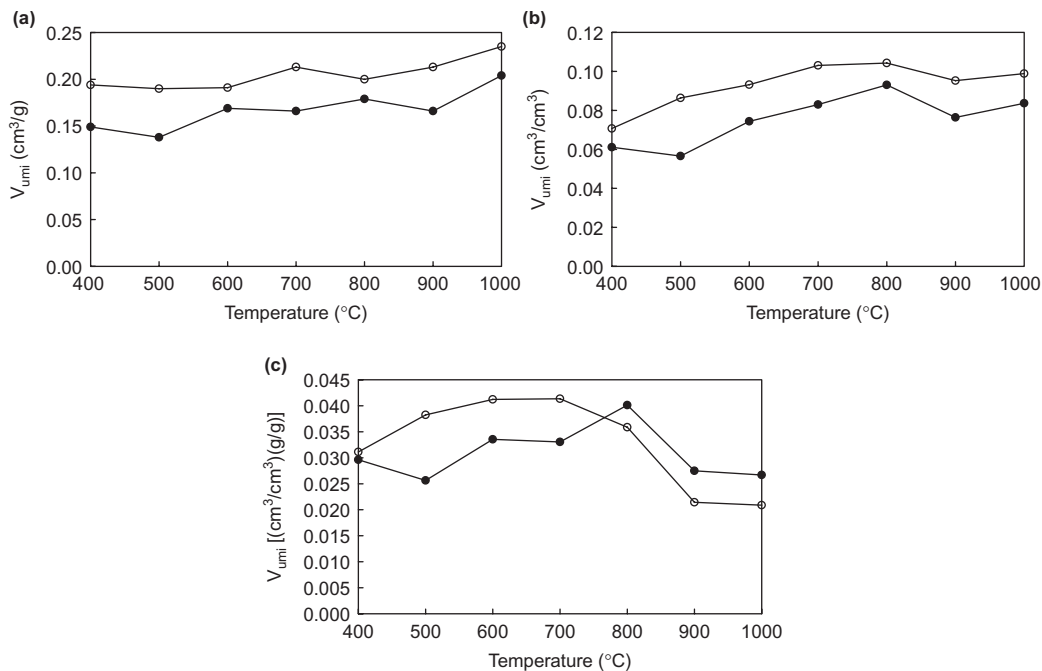 (a)
0.25
0.20
0.15
0.10
0.05
0.00
V_umi (cm³/g)
400 500 600 700 800 900 1000
Temperature (°C)
(b)
0.12
0.10
0.08
0.06
0.04
0.02
0.00
V_umi (cm³/cm³)
400 500 600 700 800 900 1000
Temperature (°C)
(c)
0.045
0.040
0.035
0.030
0.025
0.020
0.015
0.010
0.005
0.000
V_umi [(cm³/cm³)(g/g)]
400 500 600 700 800 900 1000
Temperature (°C)